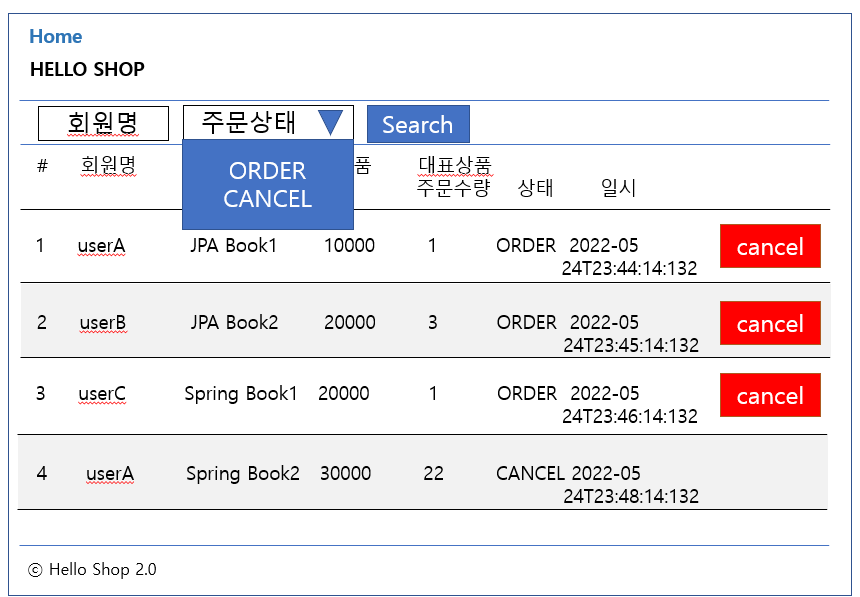 Home
HELLO SHOP
회원명 주문상태 Search
ORDER
CANCEL
# 회원명 품 대표상품
주문수량 상태 일시
1 userA JPA Book1 10000 1 ORDER 2022-05
24T23:44:14:132
cancel
2 userB JPA Book2 20000 3 ORDER 2022-05
24T23:45:14:132
cancel
3 userC Spring Book1 20000 1 ORDER 2022-05
24T23:46:14:132
cancel
4 userA Spring Book2 30000 22 CANCEL 2022-05
24T23:48:14:132
ⓒ Hello Shop 2.0